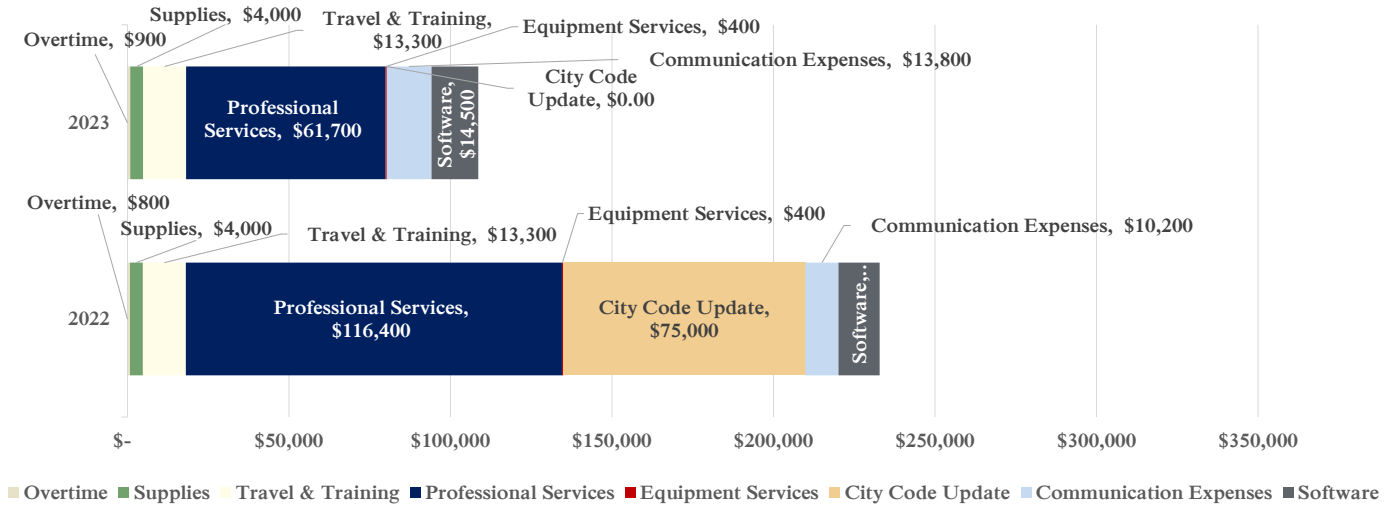 Supplies, $4,000
Travel & Training,
$13,300
Equipment Services, $400
Overtime, $900
Communication Expenses, $13,800
City Code
Update, $0.00
2023
Professional
Services, $61,700
Software,
$14,500
Overtime, $800
Supplies, $4,000
Travel & Training, $13,300
Equipment Services, $400
Communication Expenses, $10,200
2022
Professional Services,
$116,400
City Code Update,
$75,000
Software,..
$-
$50,000
$100,000
$150,000
$200,000
$250,000
$300,000
$350,000
Overtime
Supplies
Travel & Training
Professional Services
Equipment Services
City Code Update
Communication Expenses
Software